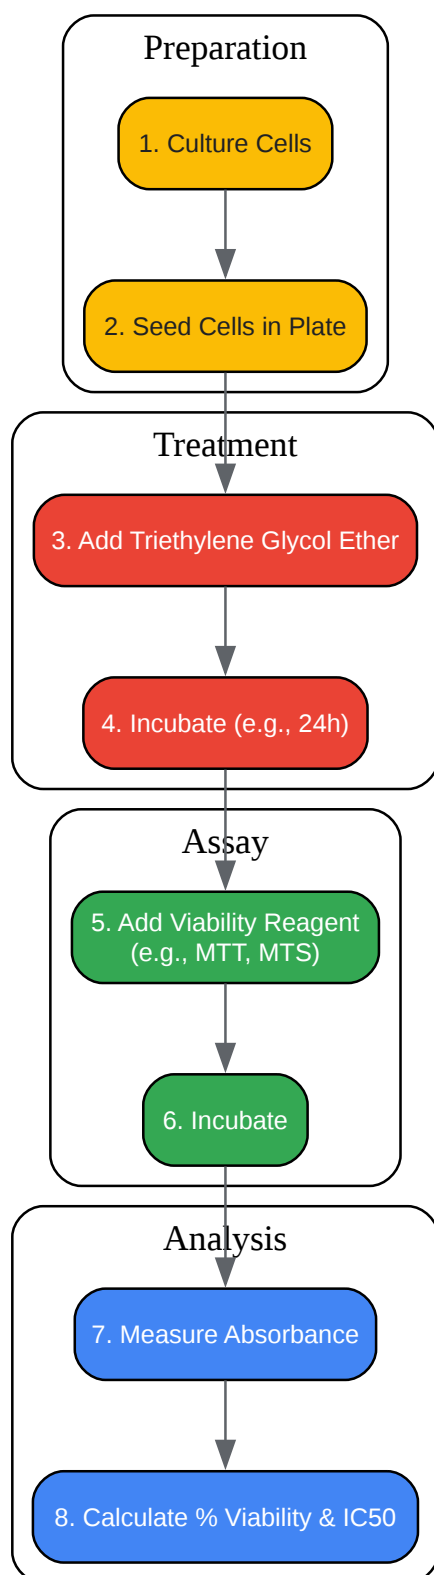 Preparation
1. Culture Cells
2. Seed Cells in Plate
Treatment
3. Add Triethylene Glycol Ether
4. Incubate (e.g., 24h)
Assay
5. Add Viability Reagent
(e.g., MTT, MTS)
6. Incubate
Analysis
7. Measure Absorbance
8. Calculate % Viability & IC50